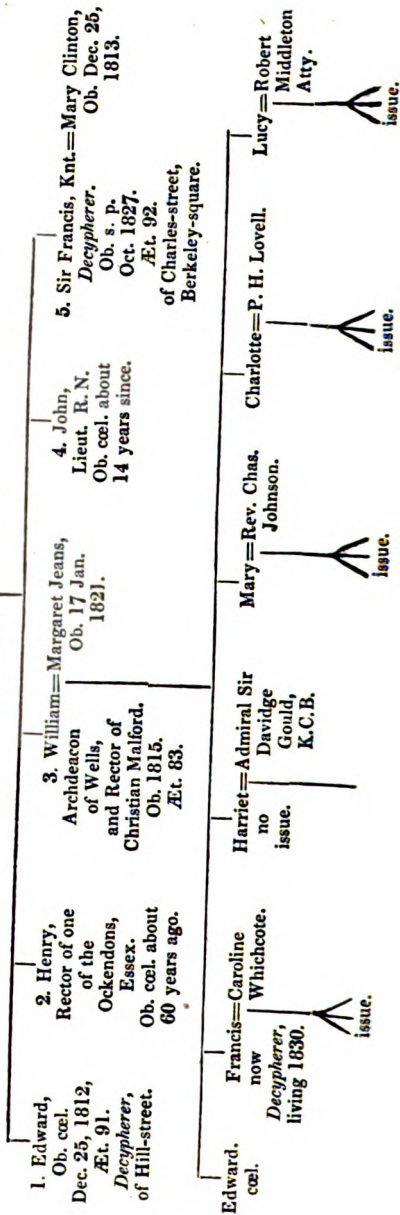 1. Edward,
Ob. cœl.
Dec. 25, 1812,
Æt. 91.
Decypherer,
of Hill-street.
2. Henry,
Rector of one
of the
Ockendons,
Essex.
Ob. cœl. about
60 years ago.
3. William=Margaret Jeans,
Archdeacon
of Wells,
and Rector of
Christian Malford.
Ob. 1815.
Æt. 83.
Ob. 17 Jan.
1821.
4. John,
Lieut. R.N.
Ob. cœl. about
14 years since.
5. Sir Francis, Knt.=Mary Clinton,
Decypherer.
Ob. s. p.
Oct. 1827.
Æt. 92.
of Charles-street,
Berkeley-square.
Ob. Dec. 25,
1813.
Edward.
cœl.
Francis=Caroline
now
Decypherer,
living 1830.
Whichcote.
issue.
Harriet=Admiral Sir
no
issue.
Davidge
Gould,
K.C.B.
Mary=Rev. Chas.
Johnson.
issue.
Charlotte=P. H. Lovell.
issue.
Lucy=Robert
Middleton
Atty.
issue.